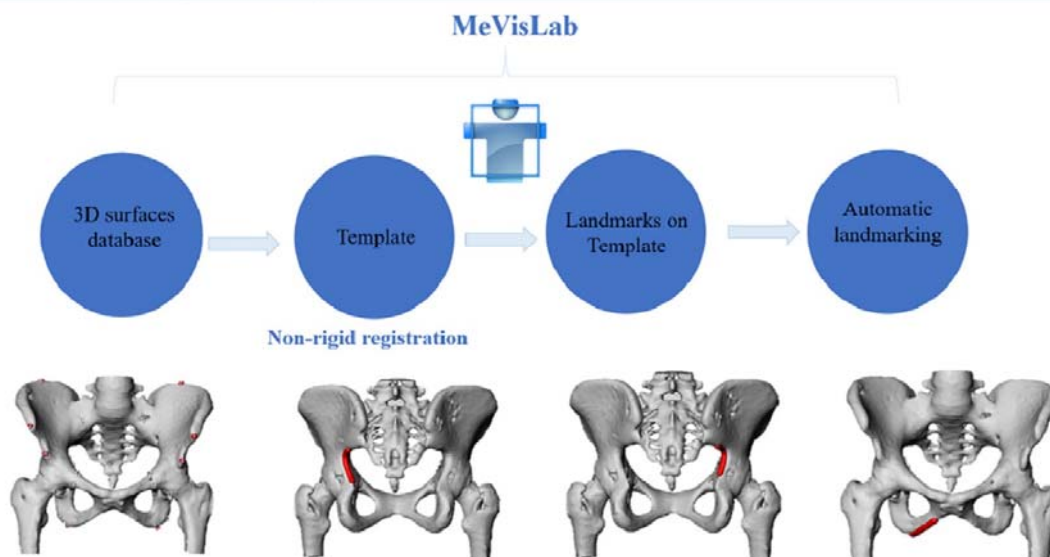 MeVisLab
3D surfaces
database
Template
Landmarks on
Template
Automatic
landmarking
Non-rigid registration